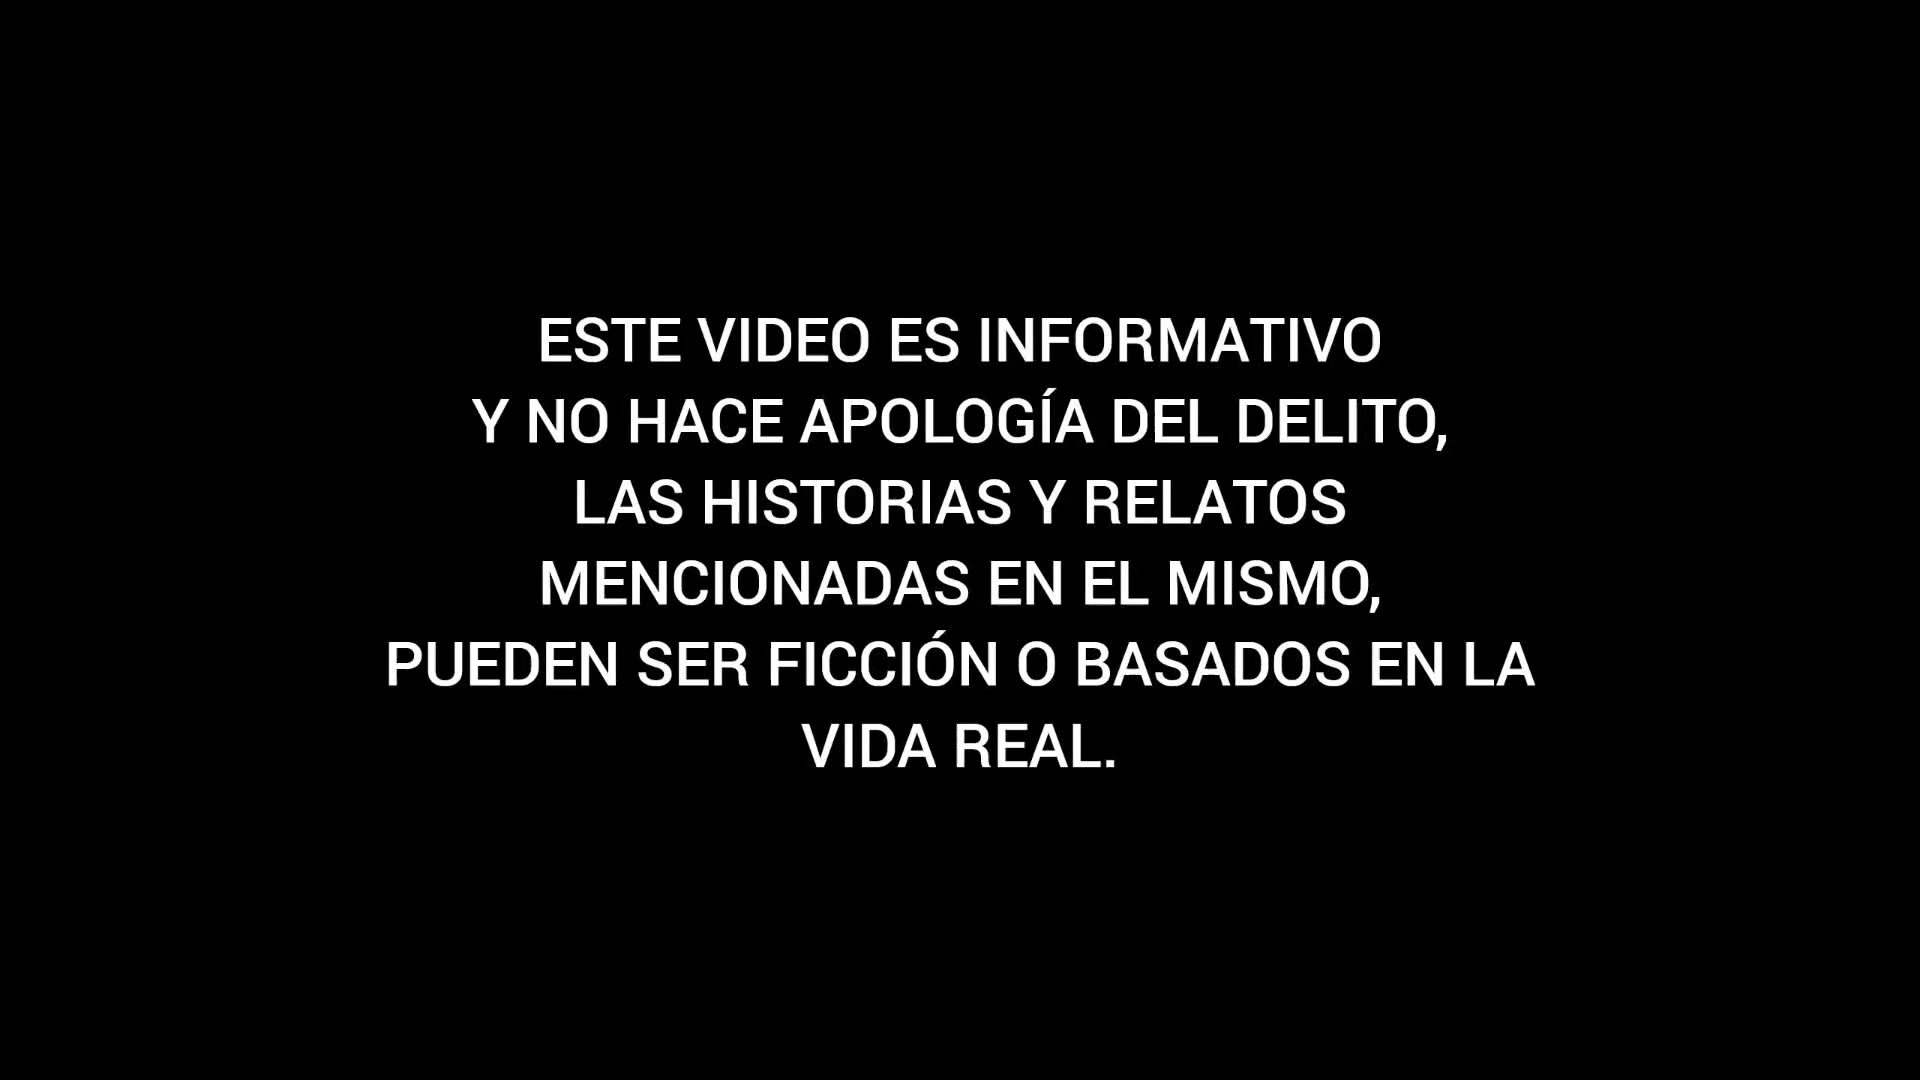 ESTE VIDEO ES INFORMATIVO
Y NO HACE APOLOGÍA DEL DELITO,
LAS HISTORIAS Y RELATOS
MENCIONADAS EN EL MISMO,
PUEDEN SER FICCIÓN O BASADOS EN LA
VIDA REAL.